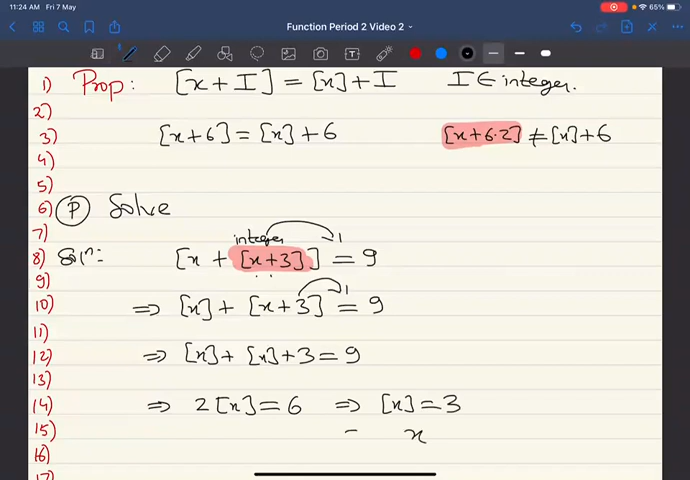 11:24 AM Fri 7 May
65%
Function Period 2 Video 2
1) Prop: [x + I] = [x] + I I ∈ integer.
2)
3) [x+6] = [x] + 6 [x+6.2] ≠ [x] + 6
4)
5)
6) (P) Solve
7) integer
8) Solⁿ: [x + [x+3]] = 9
9)
10) ⇒ [x] + [x+3] = 9
11)
12) ⇒ [x] + [x] + 3 = 9
13)
14) ⇒ 2[x] = 6 ⇒ [x] = 3
15) = x
16)
17)